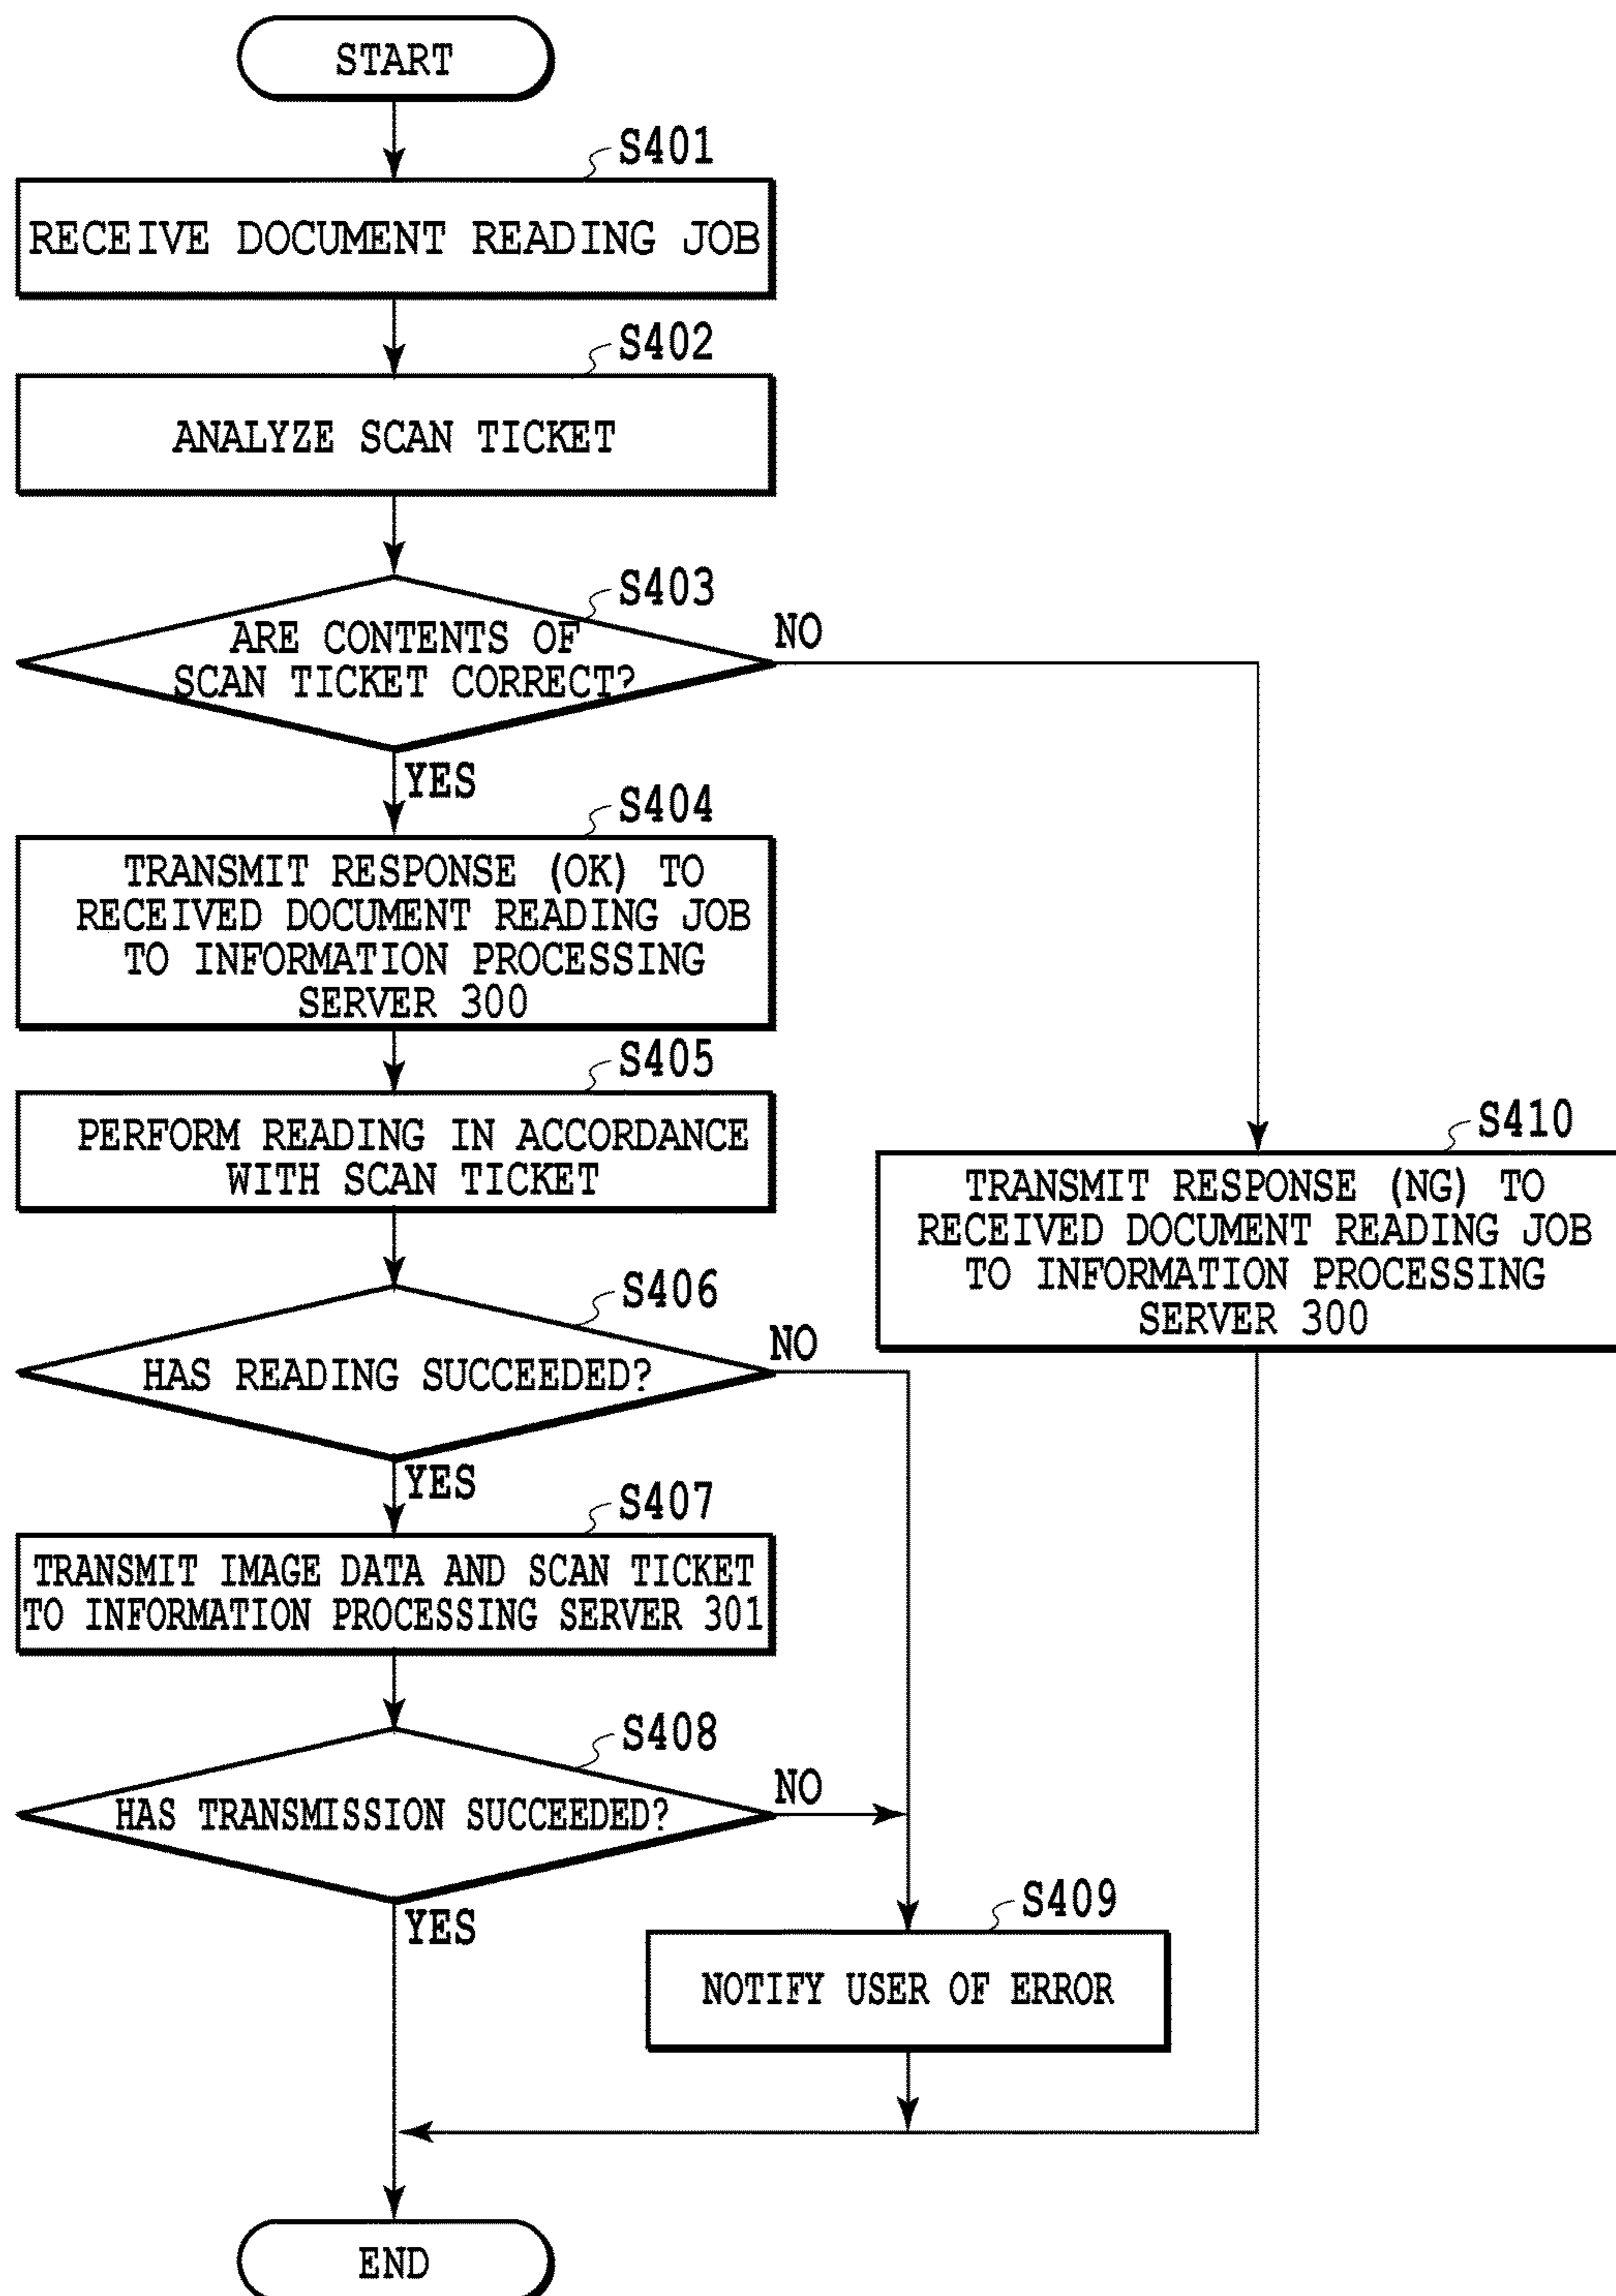 START
S401
RECEIVE DOCUMENT READING JOB
S402
ANALYZE SCAN TICKET
S403
ARE CONTENTS OF
SCAN TICKET CORRECT?
NO
YES
S404
TRANSMIT RESPONSE (OK) TO
RECEIVED DOCUMENT READING JOB
TO INFORMATION PROCESSING
SERVER 300
S405
PERFORM READING IN ACCORDANCE
WITH SCAN TICKET
S410
TRANSMIT RESPONSE (NG) TO
RECEIVED DOCUMENT READING JOB
TO INFORMATION PROCESSING
SERVER 300
S406
HAS READING SUCCEEDED?
NO
YES
S407
TRANSMIT IMAGE DATA AND SCAN TICKET
TO INFORMATION PROCESSING SERVER 301
S408
HAS TRANSMISSION SUCCEEDED?
NO
YES
S409
NOTIFY USER OF ERROR
END